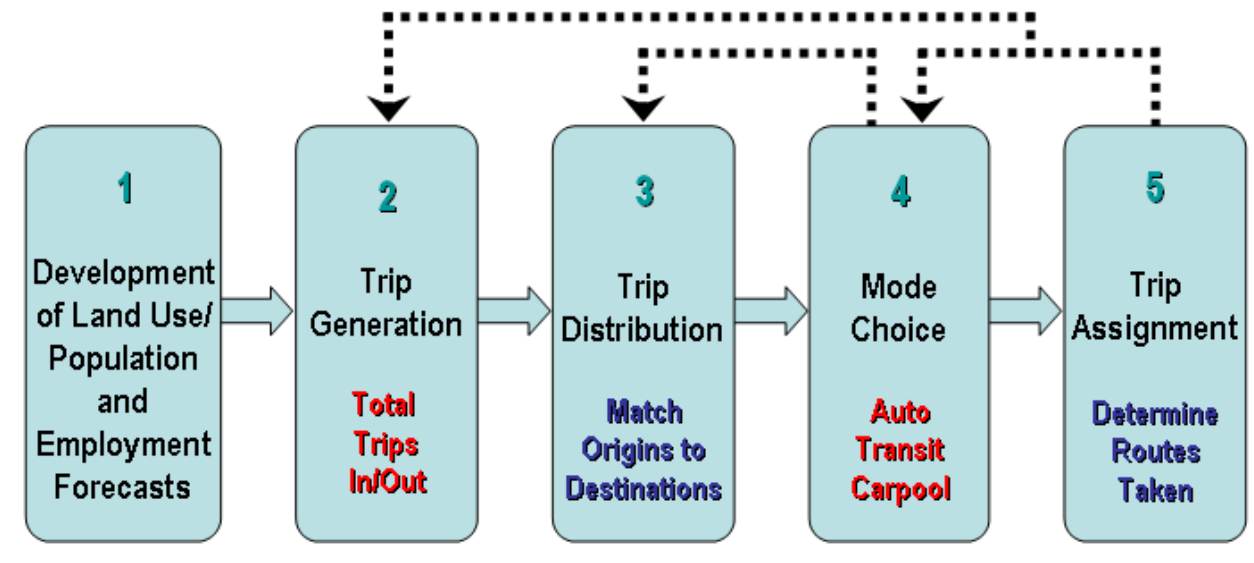 1
Development
of Land Use/
Population
and
Employment
Forecasts
2
Trip
Generation
Total
Trips
In/Out
3
Trip
Distribution
Match
Origins to
Destinations
4
Mode
Choice
Auto
Transit
Carpool
5
Trip
Assignment
Determine
Routes
Taken